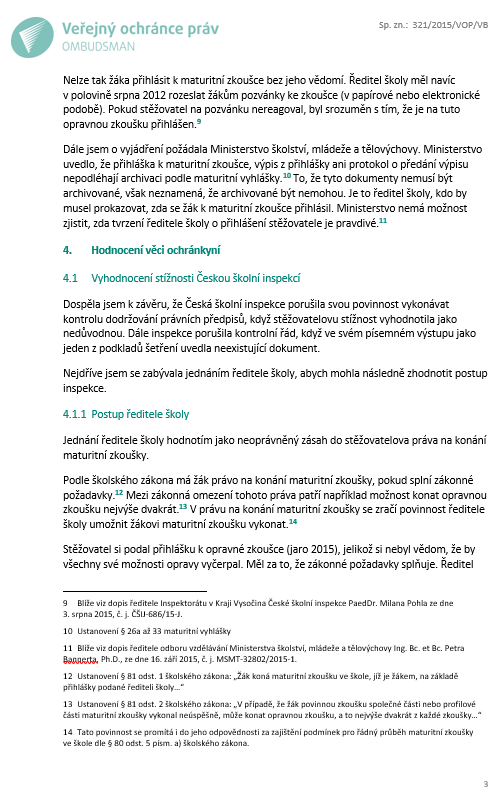 Veřejný ochránce práv
OMBUDSMAN
Sp. zn.: 321/2015/VOP/VB
Nelze tak žáka přihlásit k maturitní zkoušce bez jeho vědomí. Ředitel školy měl navíc
v polovině srpna 2012 rozeslat žákům pozvánky ke zkoušce (v papírové nebo elektronické
podobě). Pokud stěžovatel na pozvánku nereagoval, byl srozuměn s tím, že je na tuto
opravnou zkoušku přihlášen.9
Dále jsem o vyjádření požádala Ministerstvo školství, mládeže a tělovýchovy. Ministerstvo
uvedlo, že přihláška k maturitní zkoušce, výpis z přihlášky ani protokol o předání výpisu
nepodléhají archivaci podle maturitní vyhlášky.10 To, že tyto dokumenty nemusí být
archivované, však neznamená, že archivované být nemohou. Je to ředitel školy, kdo by
musel prokazovat, zda se žák k maturitní zkoušce přihlásil. Ministerstvo nemá možnost
zjistit, zda tvrzení ředitele školy o přihlášení stěžovatele je pravdivé.11
4. Hodnocení věci ochránkyní
4.1 Vyhodnocení stížnosti Českou školní inspekcí
Dospěla jsem k závěru, že Česká školní inspekce porušila svou povinnost vykonávat
kontrolu dodržování právních předpisů, když stěžovatelovu stížnost vyhodnotila jako
nedůvodnou. Dále inspekce porušila kontrolní řád, když ve svém písemném výstupu jako
jeden z podkladů šetření uvedla neexistující dokument.
Nejdříve jsem se zabývala jednáním ředitele školy, abych mohla následně zhodnotit postup
inspekce.
4.1.1 Postup ředitele školy
Jednání ředitele školy hodnotím jako neoprávněný zásah do stěžovatelova práva na konání
maturitní zkoušky.
Podle školského zákona má žák právo na konání maturitní zkoušky, pokud splní zákonné
požadavky.12 Mezi zákonná omezení tohoto práva patří například možnost konat opravnou
zkoušku nejvýše dvakrát.13 V právu na konání maturitní zkoušky se zračí povinnost ředitele
školy umožnit žákovi maturitní zkoušku vykonat.14
Stěžovatel si podal přihlášku k opravné zkoušce (jaro 2015), jelikož si nebyl vědom, že by
všechny své možnosti opravy vyčerpal. Měl za to, že zákonné požadavky splňuje. Ředitel
9 Blíže viz dopis ředitele Inspektorátu v Kraji Vysočina České školní inspekce PaedDr. Milana Pohla ze dne
3. srpna 2015, č. j. ČŠIJ-686/15-J.
10 Ustanovení § 26a až 33 maturitní vyhlášky
11 Blíže viz dopis ředitele odboru vzdělávání Ministerstva školství, mládeže a tělovýchovy Ing. Bc. et Bc. Petra
Bannerta, Ph.D., ze dne 16. září 2015, č. j. MSMT-32802/2015-1.
12 Ustanovení § 81 odst. 1 školského zákona: „Žák koná maturitní zkoušku ve škole, jíž je žákem, na základě
přihlášky podané řediteli školy…“
13 Ustanovení § 81 odst. 2 školského zákona: „V případě, že žák povinnou zkoušku společné části nebo profilové
části maturitní zkoušky vykonal neúspěšně, může konat opravnou zkoušku, a to nejvýše dvakrát z každé zkoušky…“
14 Tato povinnost se promítá i do jeho odpovědnosti za zajištění podmínek pro řádný průběh maturitní zkoušky
ve škole dle § 80 odst. 5 písm. a) školského zákona.
3